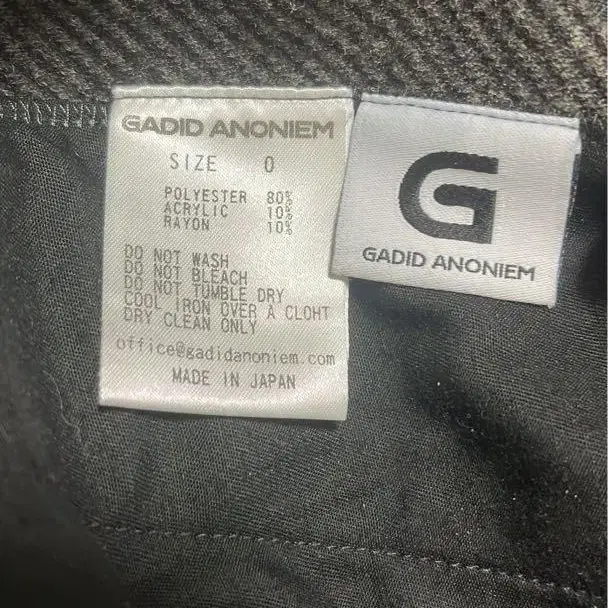 GADID ANONIEM
SIZE 0
POLYESTER 80%
ACRYLIC 10%
RAYON 10%
DO NOT WASH
DO NOT BLEACH
DO NOT TUMBLE DRY
COOL IRON OVER A CLOHT
DRY CLEAN ONLY
office@gadidanoniem.com
MADE IN JAPAN
G
GADID ANONIEM